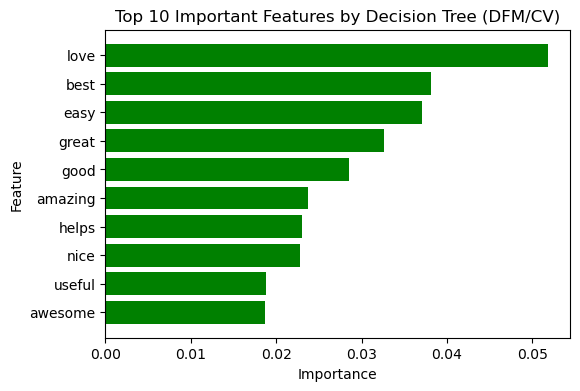 Top 10 Important Features by Decision Tree (DFM/CV)
love
best
easy
great
good
amazing
helps
nice
useful
awesome
Feature
0.00 0.01 0.02 0.03 0.04 0.05
Importance